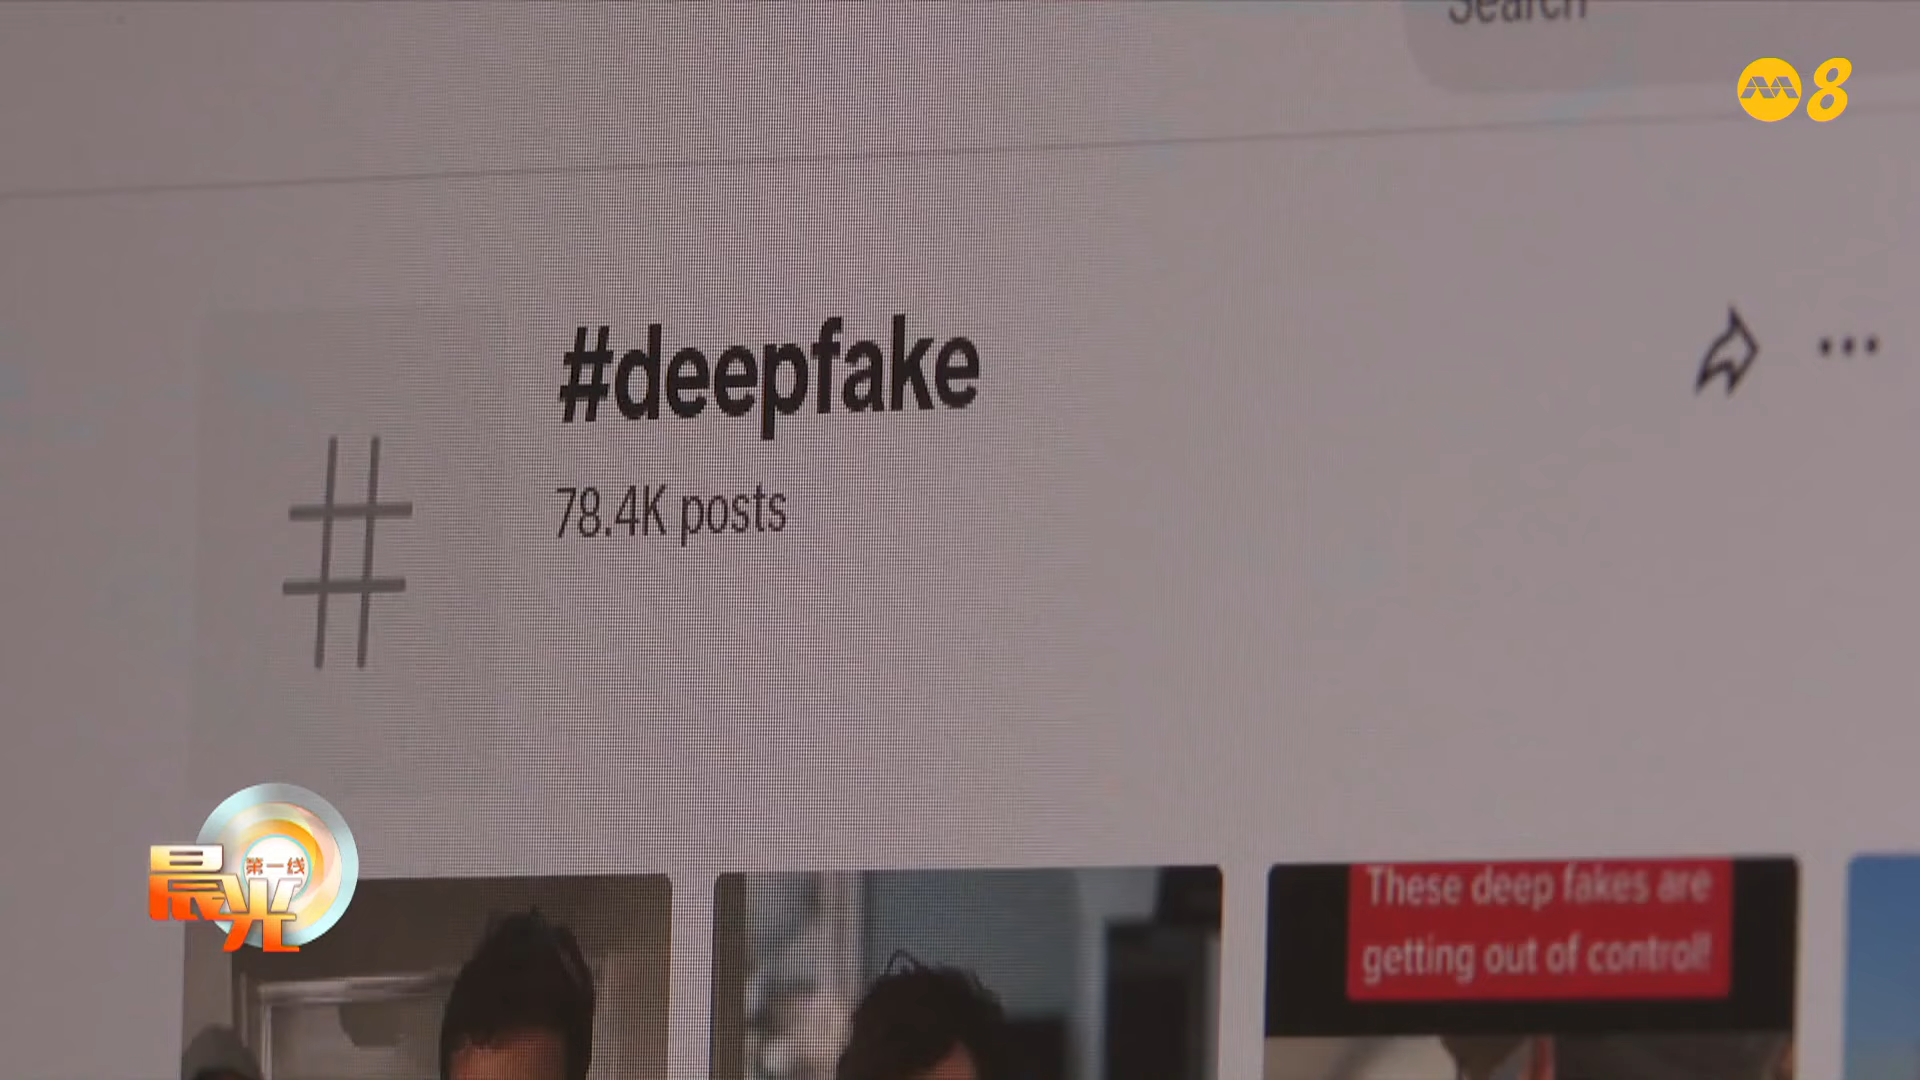 Search
8
#deepfake
78.4K posts
第一线
晨光
These deep fakes are
getting out of control!